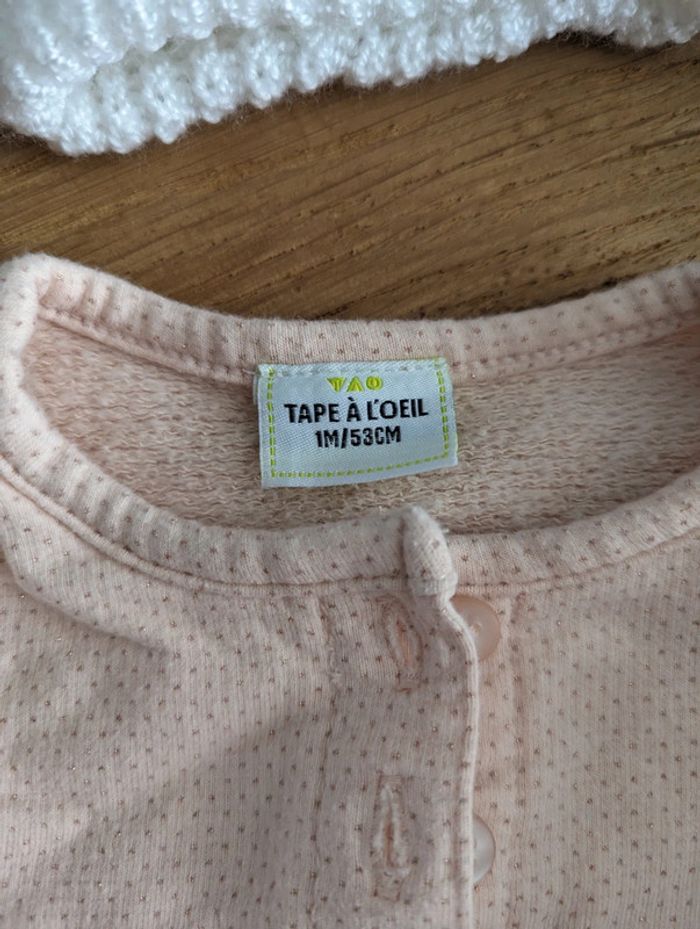 TAO
TAPE À L'OEIL
1M/53CM